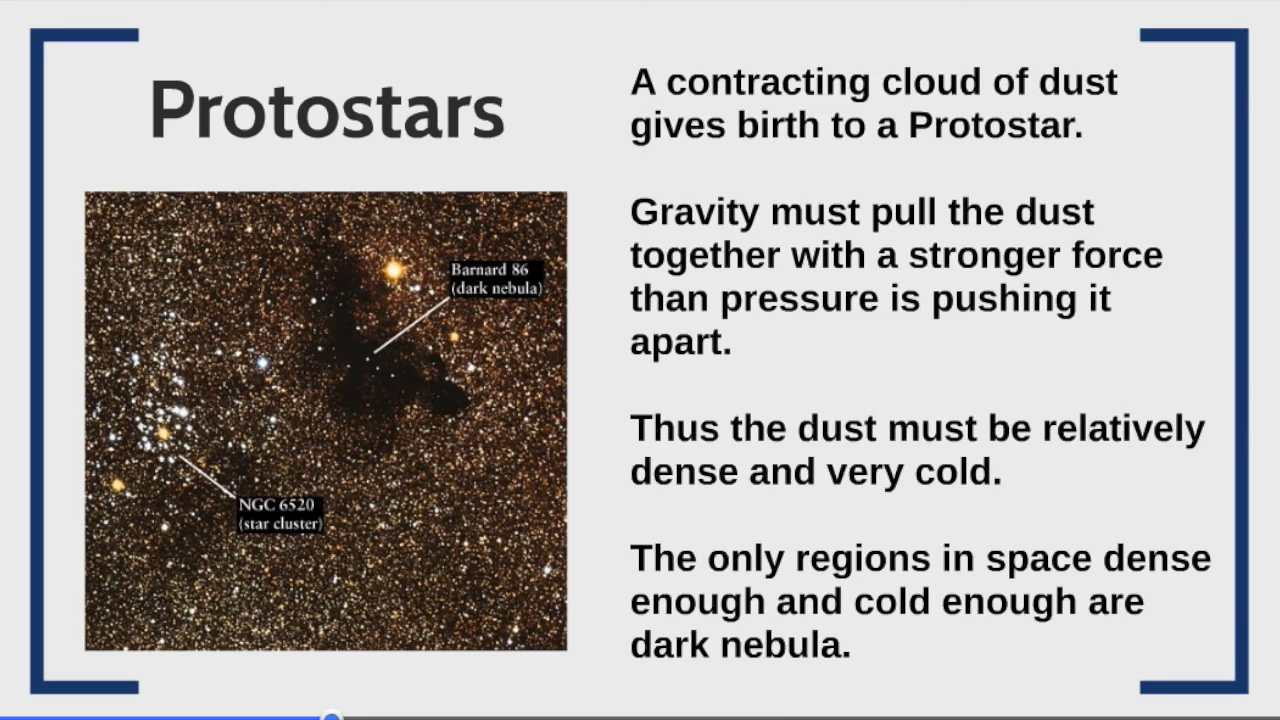 Protostars
Barnard 86
(dark nebula)
NGC 6520
(star cluster)
A contracting cloud of dust
gives birth to a Protostar.
Gravity must pull the dust
together with a stronger force
than pressure is pushing it
apart.
Thus the dust must be relatively
dense and very cold.
The only regions in space dense
enough and cold enough are
dark nebula.